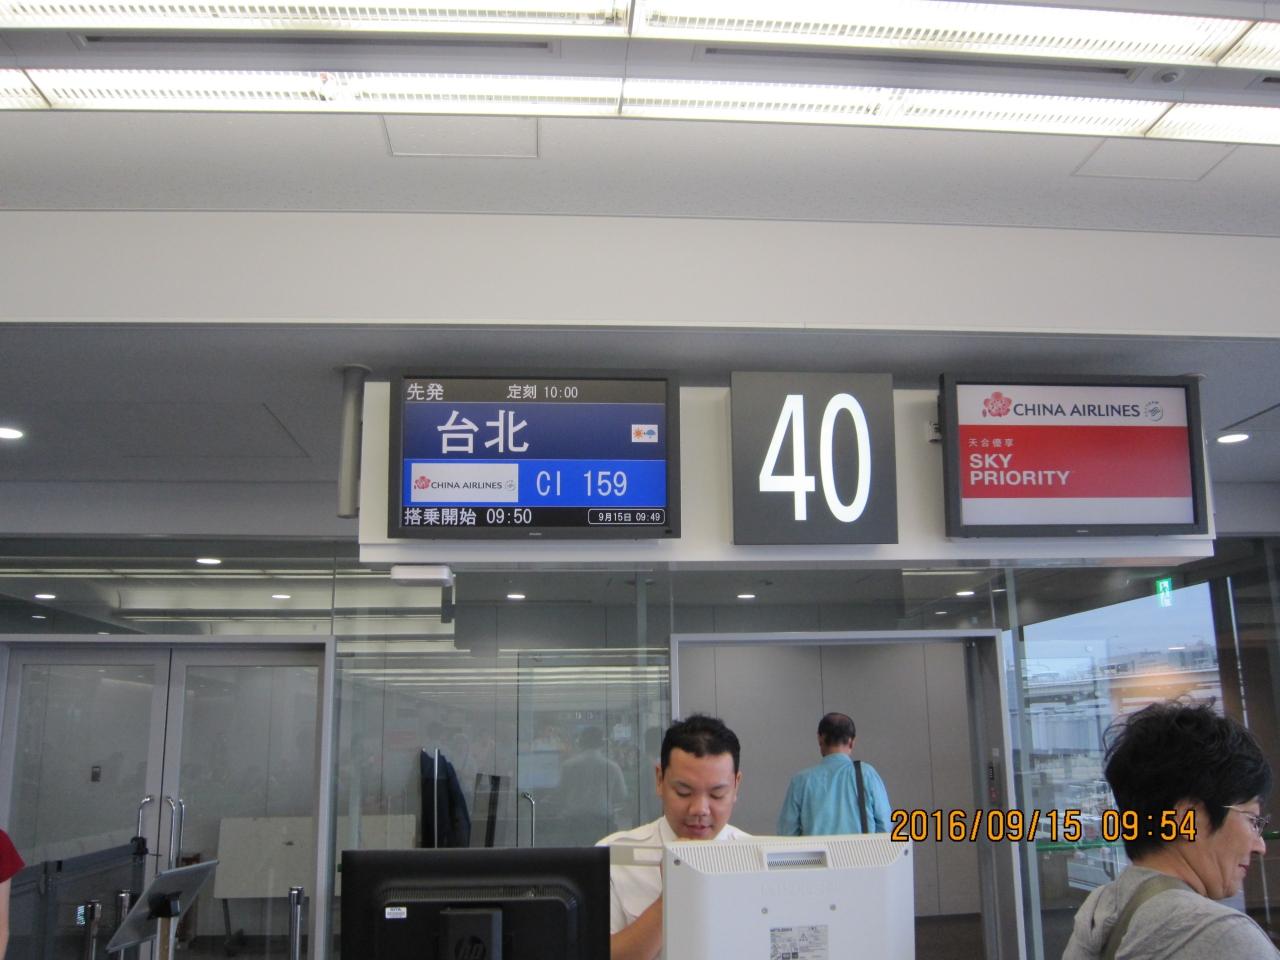 先発 定刻 10:00
台北
CHINA AIRLINES CI 159
搭乗開始 09:50 9月15日 09:49
40
CHINA AIRLINES
天合優享
SKY
PRIORITY
2016/09/15 09:54
hp